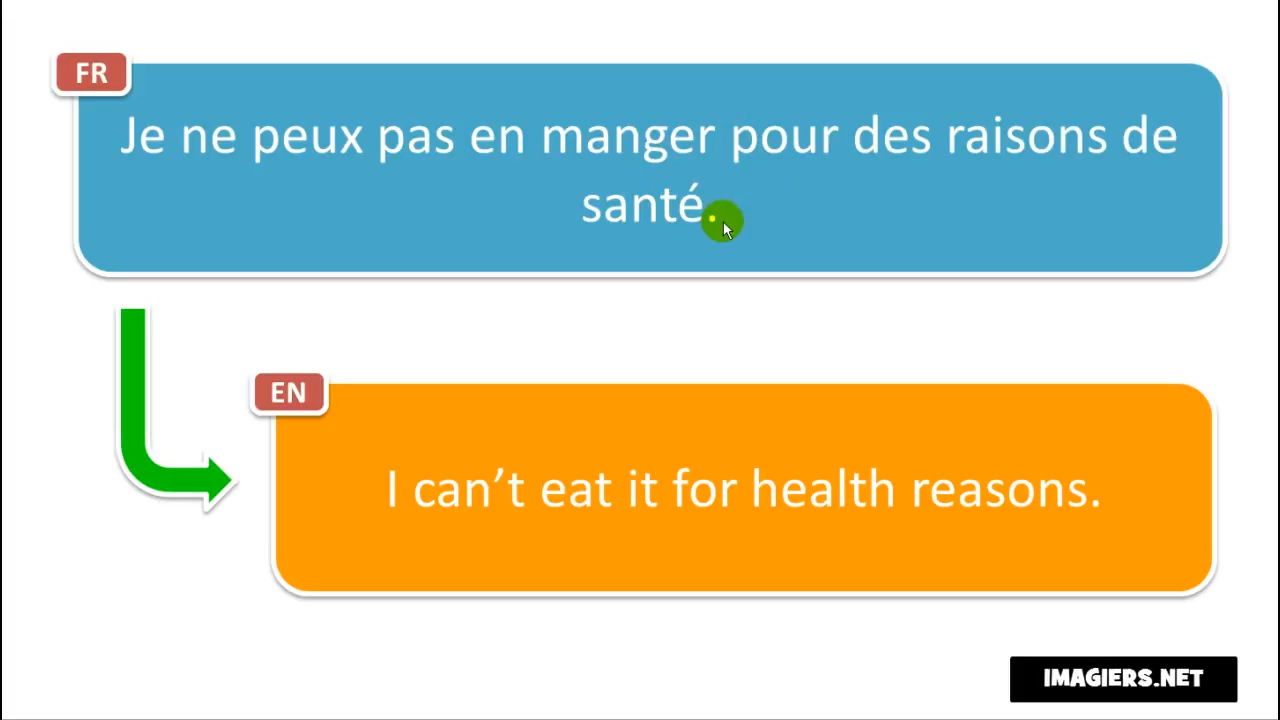 FR
Je ne peux pas en manger pour des raisons de
santé.
EN
I can’t eat it for health reasons.
IMAGIERS.NET